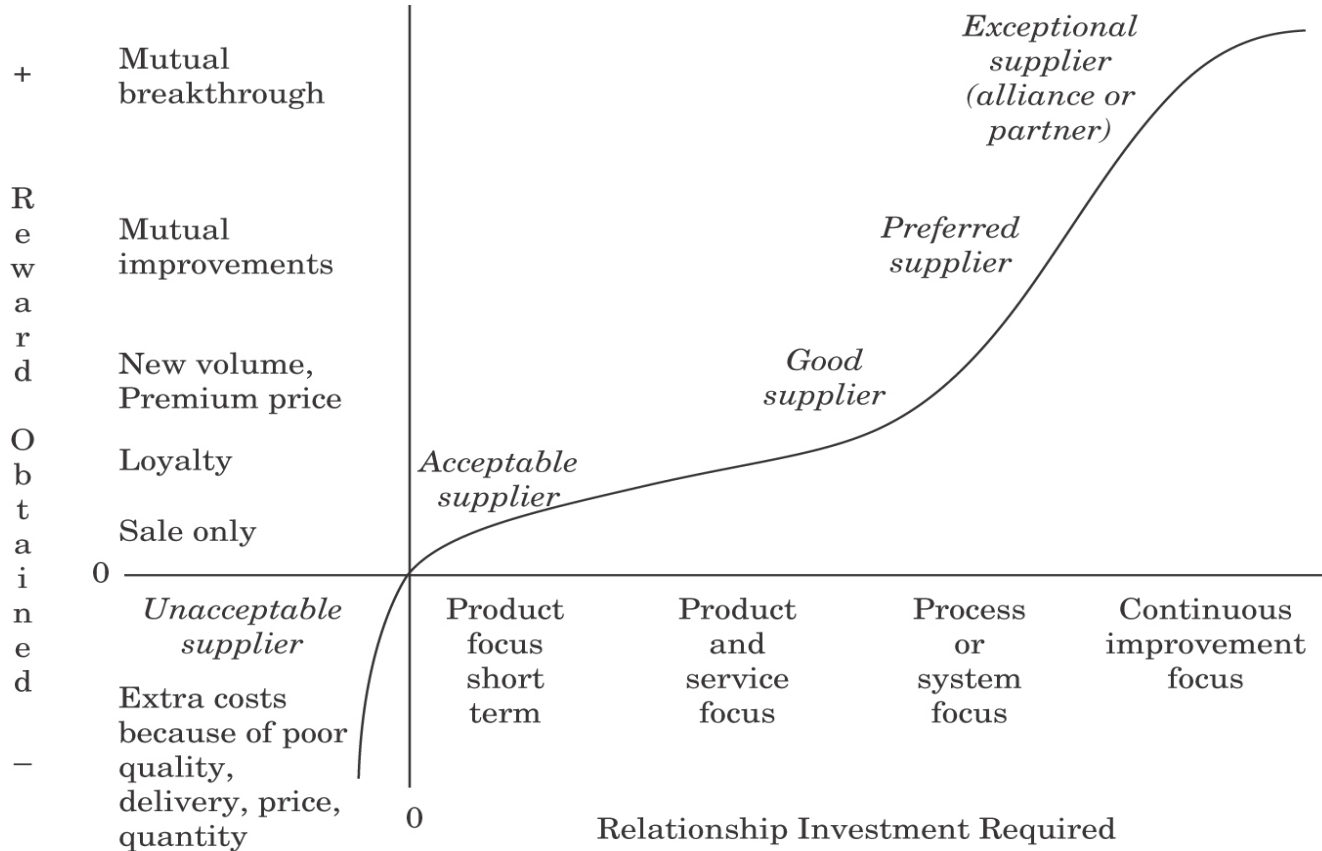 +
Reward Obtained
–
Mutual
breakthrough
Mutual
improvements
New volume,
Premium price
Loyalty
Sale only
0
Exceptional
supplier
(alliance or
partner)
Preferred
supplier
Good
supplier
Acceptable
supplier
Unacceptable
supplier
Extra costs
because of poor
quality,
delivery, price,
quantity
Product
focus
short
term
Product
and
service
focus
Process
or
system
focus
Continuous
improvement
focus
0
Relationship Investment Required